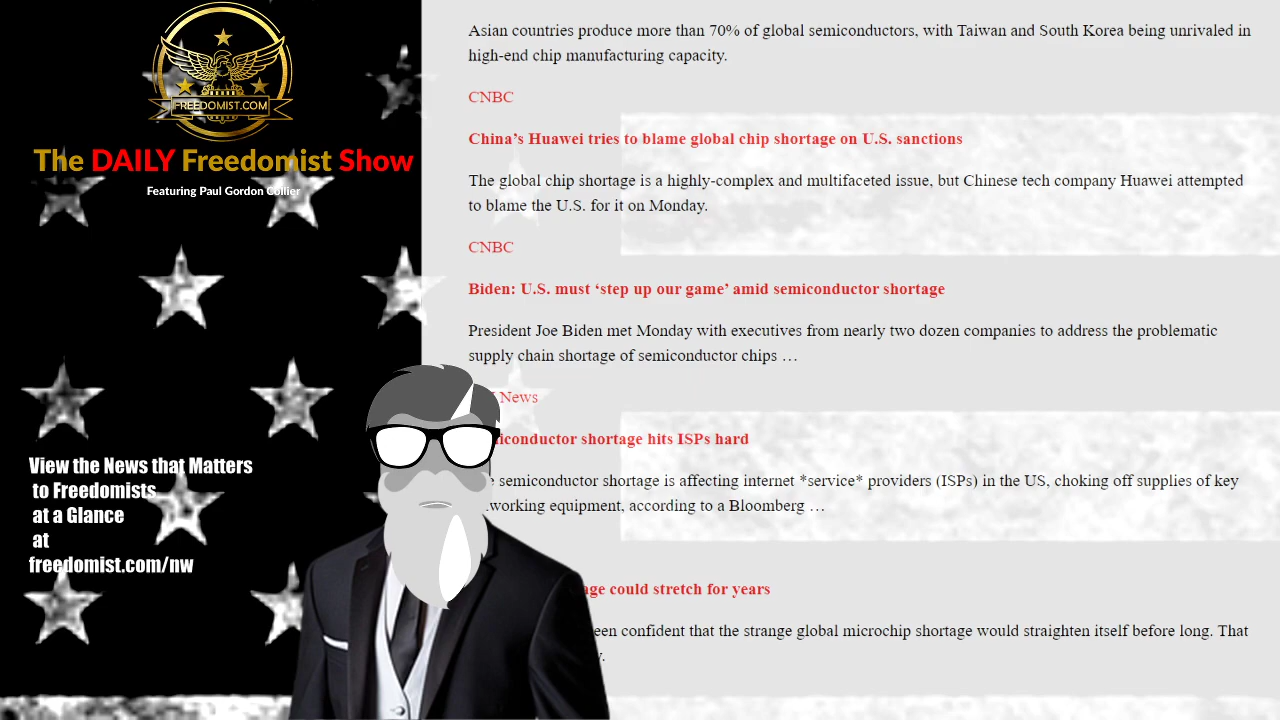 FREEDOMIST.COM
The DAILY Freedomist Show
Featuring Paul Gordon Collier
View the News that Matters
to Freedomists
at a Glance
at
freedomist.com/nw
Asian countries produce more than 70% of global semiconductors, with Taiwan and South Korea being unrivaled in
high-end chip manufacturing capacity.
CNBC
China’s Huawei tries to blame global chip shortage on U.S. sanctions
The global chip shortage is a highly-complex and multifaceted issue, but Chinese tech company Huawei attempted
to blame the U.S. for it on Monday.
CNBC
Biden: U.S. must ‘step up our game’ amid semiconductor shortage
President Joe Biden met Monday with executives from nearly two dozen companies to address the problematic
supply chain shortage of semiconductor chips …
News
shortage hits ISPs hard
semiconductor shortage is affecting internet *service* providers (ISPs) in the US, choking off supplies of key
equipment, according to a Bloomberg …
could stretch for years
confident that the strange global microchip shortage would straighten itself before long. That